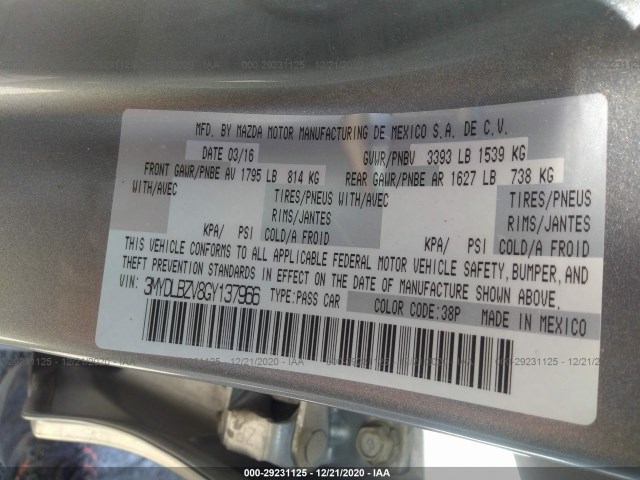 MFD. BY MAZDA MOTOR MANUFACTURING DE MEXICO S.A. DE C.V.
DATE 03/16 GVWR/PNBV 3393 LB 1539 KG
FRONT GAWR/PNBE AV 1795 LB 814 KG REAR GAWR/PNBE AR 1627 LB 738 KG
WITH/AVEC TIRES/PNEUS WITH/AVEC TIRES/PNEUS
RIMS/JANTES RIMS/JANTES
KPA/ PSI COLD/A FROID KPA/ PSI COLD/A FROID
THIS VEHICLE CONFORMS TO ALL APPLICABLE FEDERAL MOTOR VEHICLE SAFETY, BUMPER, AND
THEFT PREVENTION STANDARDS IN EFFECT ON THE DATE OF MANUFACTURE SHOWN ABOVE.
VIN: 3MYDLBZV8GY137966 TYPE:PASS CAR COLOR CODE:38P MADE IN MEXICO
000-29231125 - 12/21/2020 - IAA